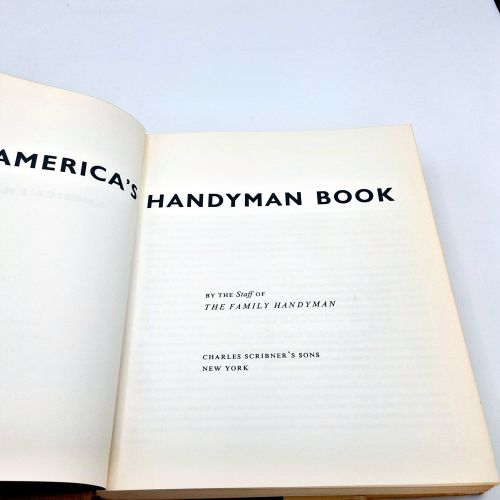 AMERICA'S HANDYMAN BOOK
BY THE Staff OF
THE FAMILY HANDYMAN
CHARLES SCRIBNER'S SONS
NEW YORK